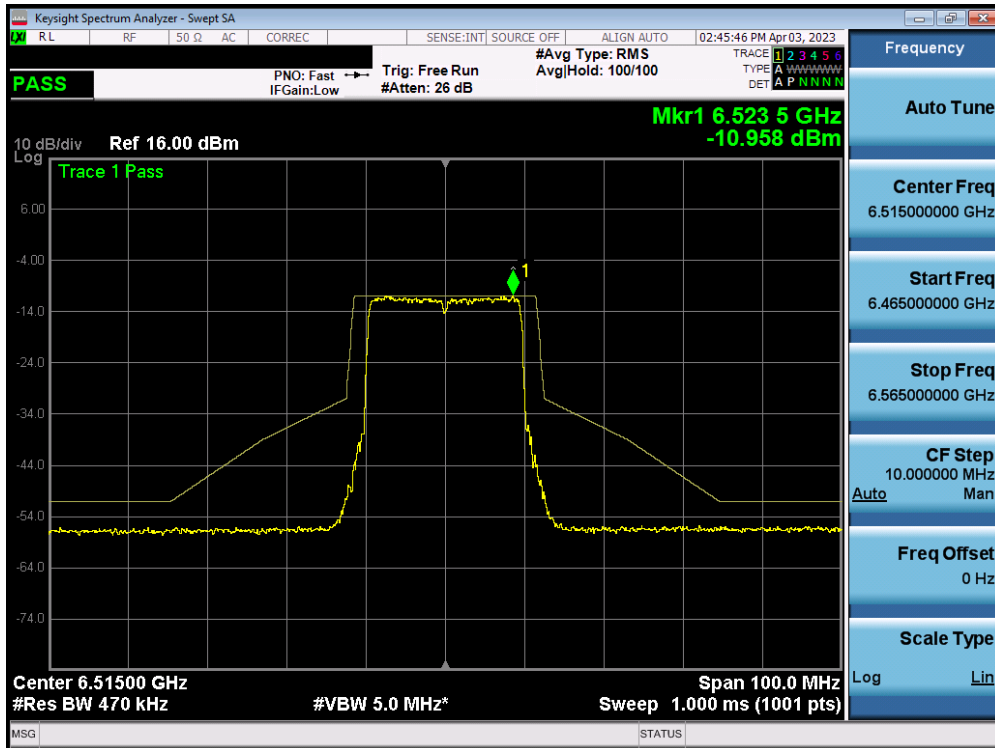 Keysight Spectrum Analyzer - Swept SA
LXI RL RF 50 Ω AC CORREC SENSE:INT SOURCE OFF ALIGN AUTO 02:45:46 PM Apr 03, 2023
PASS
PNO: Fast
IFGain:Low
Trig: Free Run
#Atten: 26 dB
#Avg Type: RMS
Avg|Hold: 100/100
TRACE 1 2 3 4 5 6
TYPE A WWWWW
DET A P N N N N
Mkr1 6.523 5 GHz
-10.958 dBm
10 dB/div Ref 16.00 dBm
Log
Trace 1 Pass
1
6.00
-4.00
-14.0
-24.0
-34.0
-44.0
-54.0
-64.0
-74.0
Center 6.51500 GHz Span 100.0 MHz
#Res BW 470 kHz #VBW 5.0 MHz* Sweep 1.000 ms (1001 pts)
MSG STATUS
Frequency
Auto Tune
Center Freq
6.515000000 GHz
Start Freq
6.465000000 GHz
Stop Freq
6.565000000 GHz
CF Step
10.000000 MHz
Auto Man
Freq Offset
0 Hz
Scale Type
Log Lin